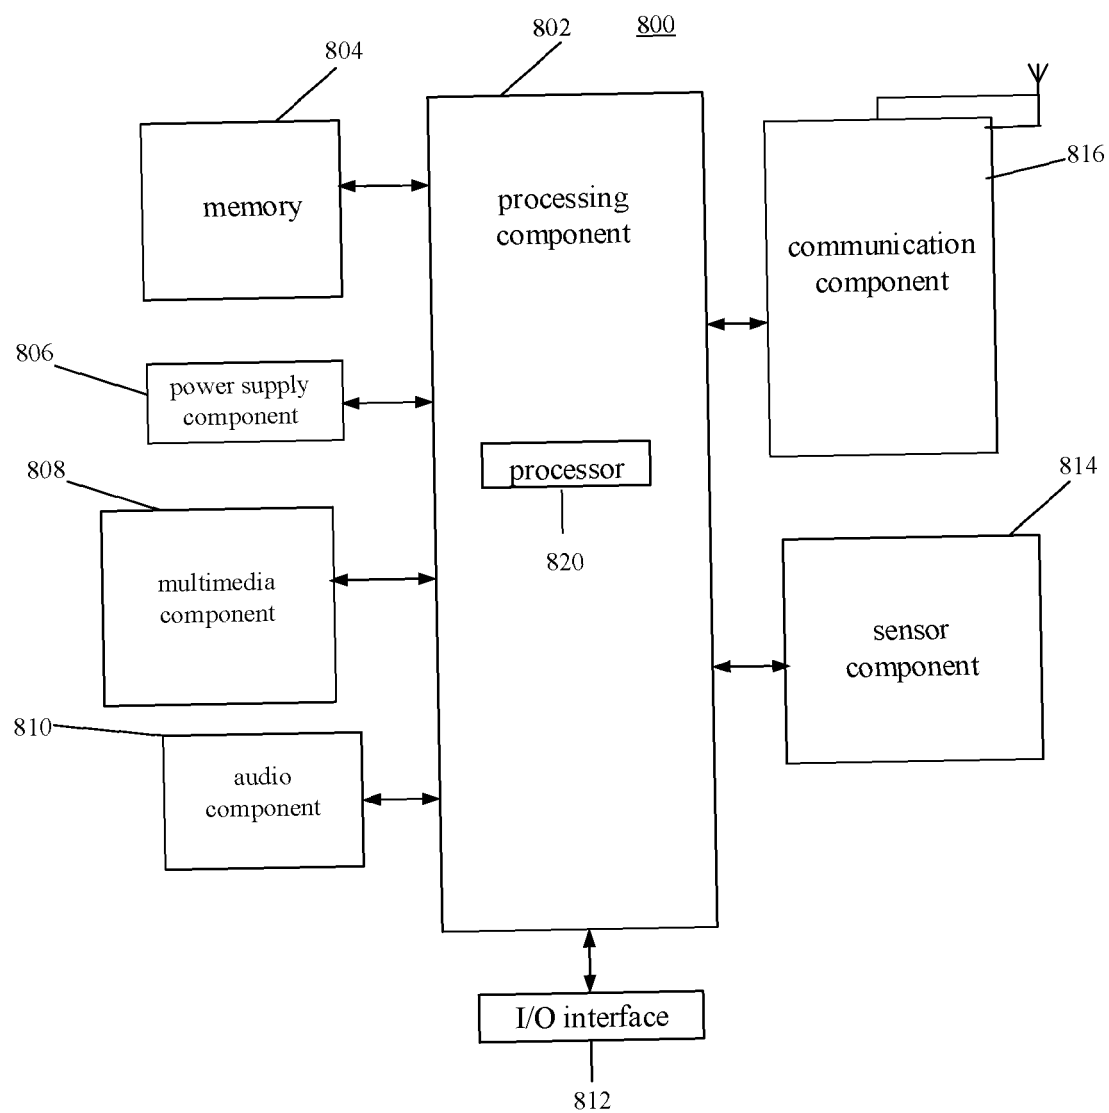 800
802
804
memory
processing
component
816
communication
component
806
power supply
component
808
processor
820
814
multimedia
component
sensor
component
810
audio
component
I/O interface
812